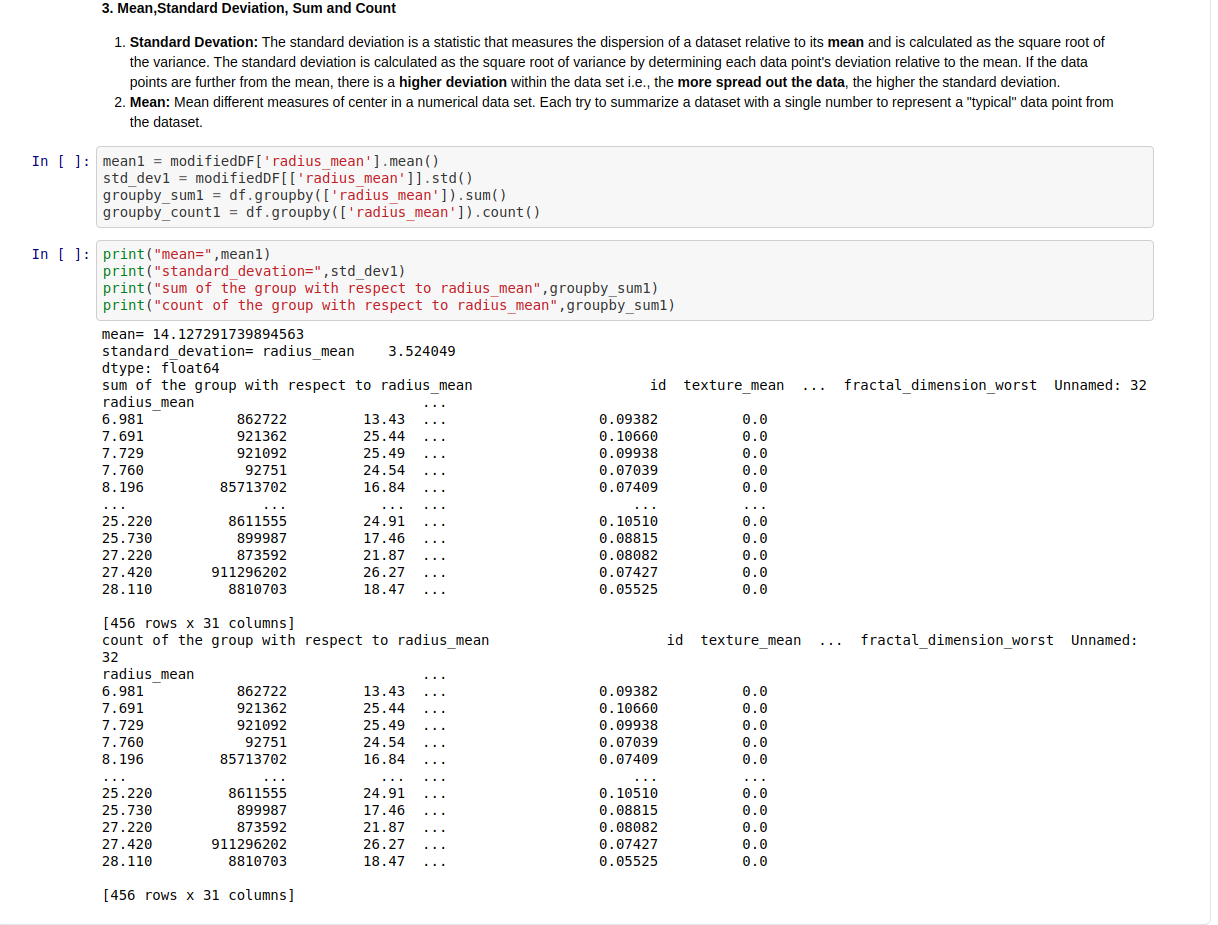 3. Mean,Standard Deviation, Sum and Count
1. Standard Devation: The standard deviation is a statistic that measures the dispersion of a dataset relative to its mean and is calculated as the square root of
the variance. The standard deviation is calculated as the square root of variance by determining each data point's deviation relative to the mean. If the data
points are further from the mean, there is a higher deviation within the data set i.e., the more spread out the data, the higher the standard deviation.
2. Mean: Mean different measures of center in a numerical data set. Each try to summarize a dataset with a single number to represent a "typical" data point from
the dataset.
In [ ]: mean1 = modifiedDF['radius_mean'].mean()
std_dev1 = modifiedDF[['radius_mean']].std()
groupby_sum1 = df.groupby(['radius_mean']).sum()
groupby_count1 = df.groupby(['radius_mean']).count()
In [ ]: print("mean=",mean1)
print("standard_devation=",std_dev1)
print("sum of the group with respect to radius_mean",groupby_sum1)
print("count of the group with respect to radius_mean",groupby_sum1)
mean= 14.127291739894563
standard_devation= radius_mean    3.524049
dtype: float64
sum of the group with respect to radius_mean                     id  texture_mean  ...  fractal_dimension_worst  Unnamed: 32
radius_mean                           ...
6.981           862722         13.43  ...                  0.09382          0.0
7.691           921362         25.44  ...                  0.10660          0.0
7.729           921092         25.49  ...                  0.09938          0.0
7.760            92751         24.54  ...                  0.07039          0.0
8.196         85713702         16.84  ...                  0.07409          0.0
...                ...           ...  ...                      ...          ...
25.220         8611555         24.91  ...                  0.10510          0.0
25.730          899987         17.46  ...                  0.08815          0.0
27.220          873592         21.87  ...                  0.08082          0.0
27.420       911296202         26.27  ...                  0.07427          0.0
28.110         8810703         18.47  ...                  0.05525          0.0
[456 rows x 31 columns]
count of the group with respect to radius_mean                     id  texture_mean  ...  fractal_dimension_worst  Unnamed:
32
radius_mean                           ...
6.981           862722         13.43  ...                  0.09382          0.0
7.691           921362         25.44  ...                  0.10660          0.0
7.729           921092         25.49  ...                  0.09938          0.0
7.760            92751         24.54  ...                  0.07039          0.0
8.196         85713702         16.84  ...                  0.07409          0.0
...                ...           ...  ...                      ...          ...
25.220         8611555         24.91  ...                  0.10510          0.0
25.730          899987         17.46  ...                  0.08815          0.0
27.220          873592         21.87  ...                  0.08082          0.0
27.420       911296202         26.27  ...                  0.07427          0.0
28.110         8810703         18.47  ...                  0.05525          0.0
[456 rows x 31 columns]